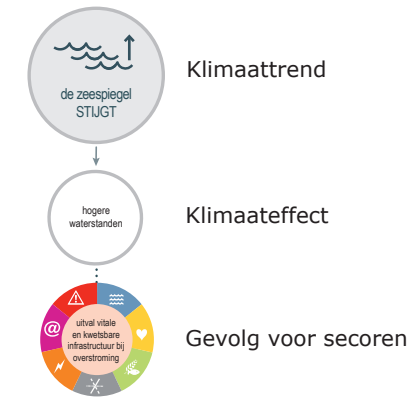 de zeespiegel
STIJGT
Klimaattrend
hogere
waterstanden
Klimaateffect
@
uitval vitale
en kwetsbare
infrastructuur bij
overstroming
Gevolg voor secoren